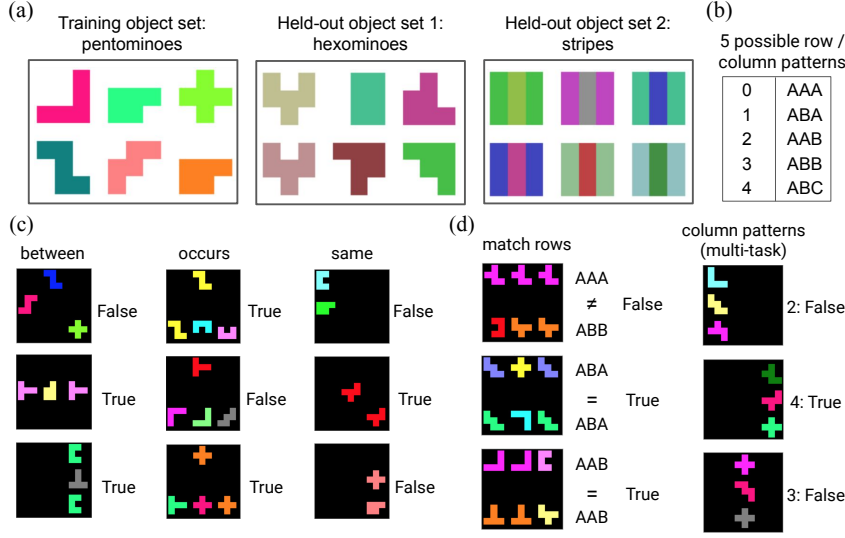 (a)
Training object set:
pentominoes
Held-out object set 1:
hexominoes
Held-out object set 2:
stripes
(b)
5 possible row /
column patterns
0 AAA
1 ABA
2 AAB
3 ABB
4 ABC
(c)
between
occurs
same
False
True
False
True
False
True
True
True
False
(d)
match rows
column patterns
(multi-task)
AAA
≠ False
ABB
2: False
ABA
= True
ABA
4: True
AAB
= True
AAB
3: False